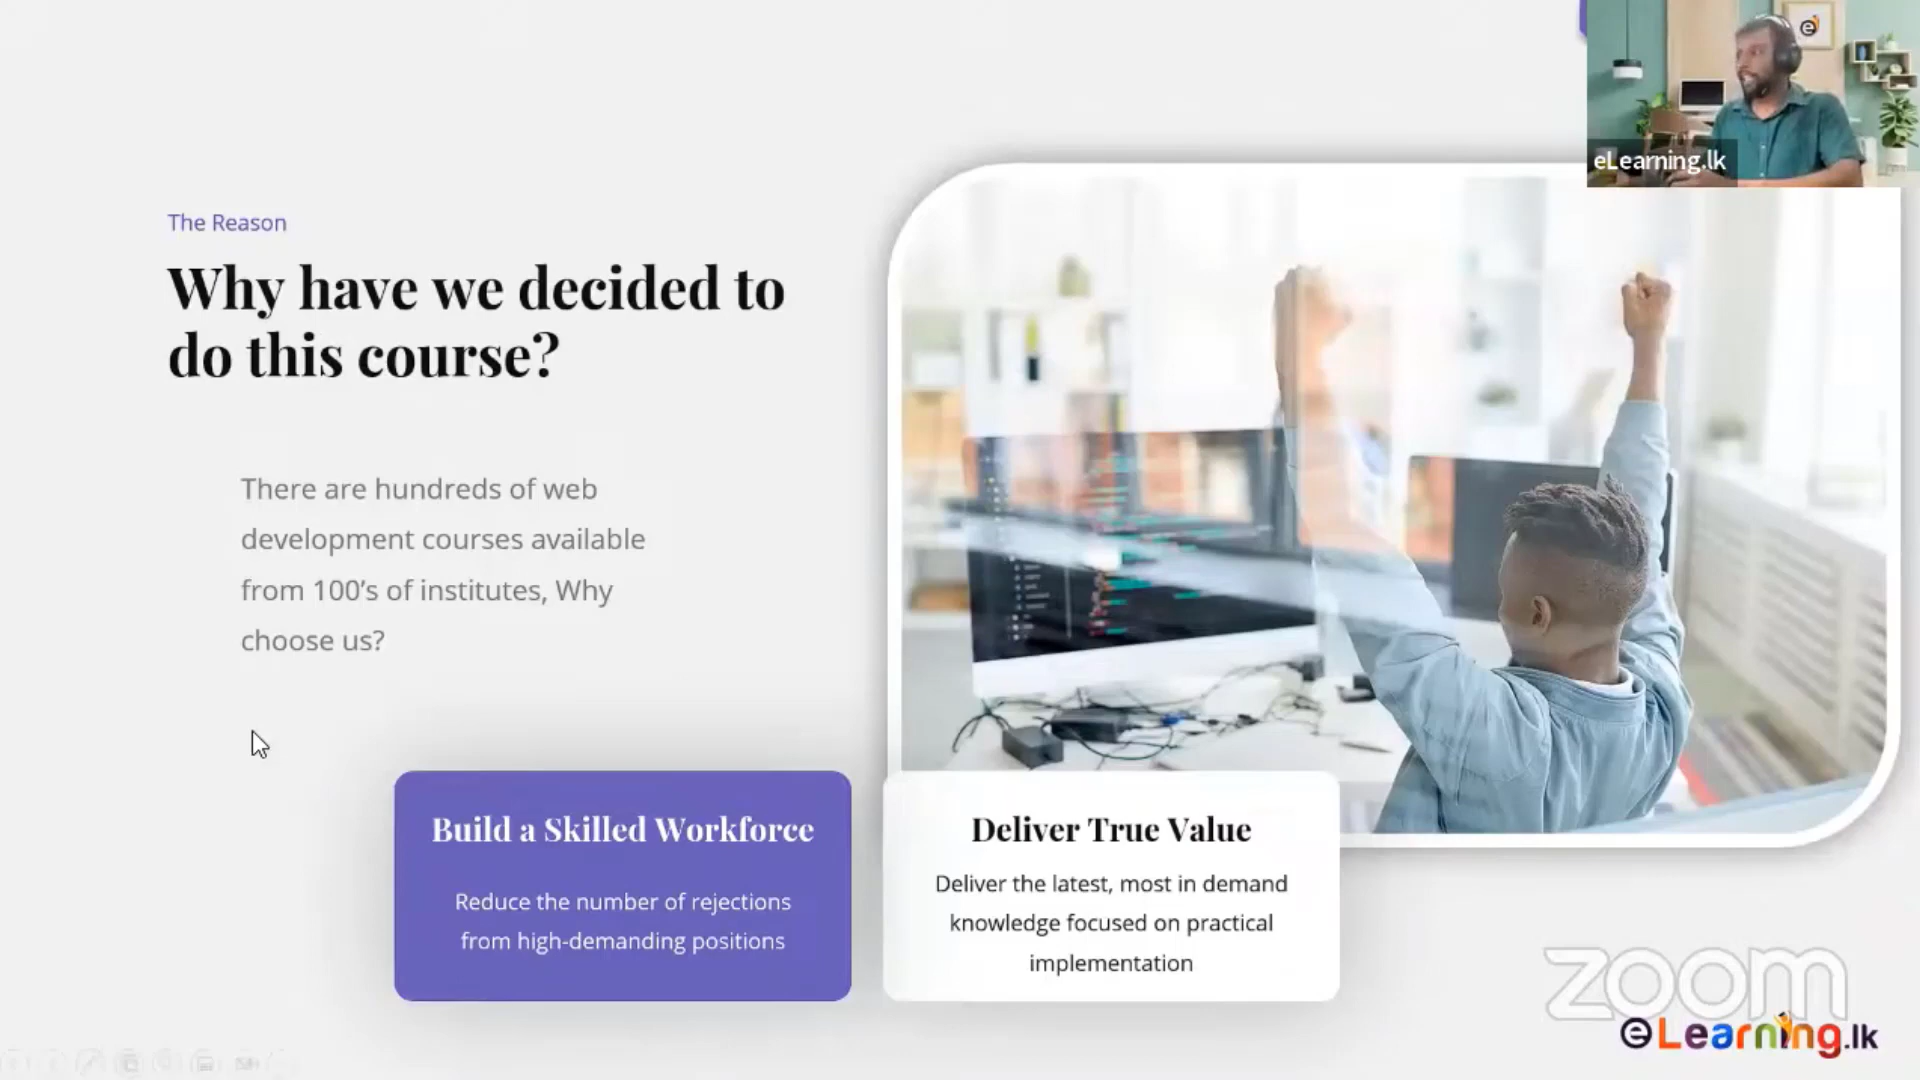 eLearning.lk
The Reason
Why have we decided to
do this course?
There are hundreds of web
development courses available
from 100’s of institutes, Why
choose us?
Build a Skilled Workforce
Reduce the number of rejections
from high-demanding positions
Deliver True Value
Deliver the latest, most in demand
knowledge focused on practical
implementation
zoom
eLearning.lk